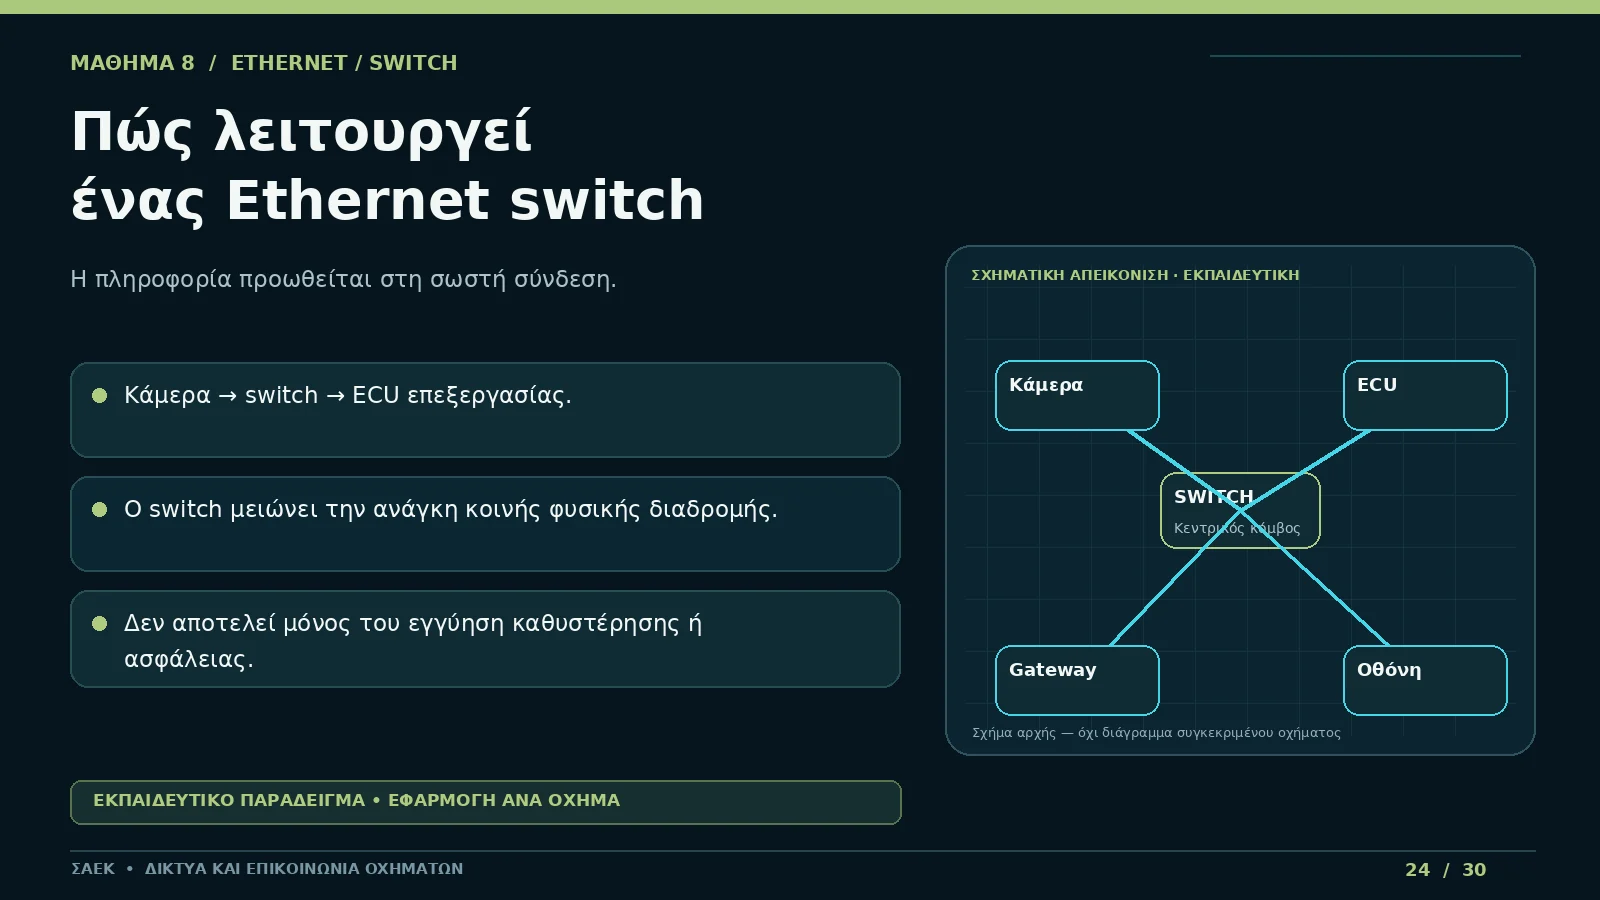 ΜΑΘΗΜΑ 8 / ETHERNET / SWITCH
Πώς λειτουργεί
ένας Ethernet switch
Η πληροφορία προωθείται στη σωστή σύνδεση.
Κάμερα → switch → ECU επεξεργασίας.
Ο switch μειώνει την ανάγκη κοινής φυσικής διαδρομής.
Δεν αποτελεί μόνος του εγγύηση καθυστέρησης ή
ασφάλειας.
ΕΚΠΑΙΔΕΥΤΙΚΟ ΠΑΡΑΔΕΙΓΜΑ • ΕΦΑΡΜΟΓΗ ΑΝΑ ΟΧΗΜΑ
ΣΧΗΜΑΤΙΚΗ ΑΠΕΙΚΟΝΙΣΗ · ΕΚΠΑΙΔΕΥΤΙΚΗ
Κάμερα
ECU
SWITCH
Κεντρικός κόμβος
Gateway
Οθόνη
Σχήμα αρχής — όχι διάγραμμα συγκεκριμένου οχήματος
ΣΑΕΚ • ΔΙΚΤΥΑ ΚΑΙ ΕΠΙΚΟΙΝΩΝΙΑ ΟΧΗΜΑΤΩΝ
24 / 30